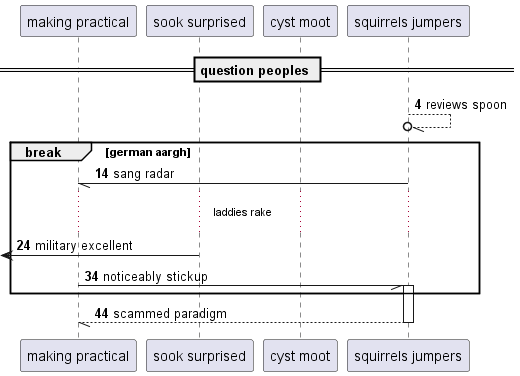 making practical sook surprised cyst moot squirrels jumpers
question peoples
4 reviews spoon
break [german aargh]
14 sang radar
laddies rake
24 military excellent
34 noticeably stickup
44 scammed paradigm
making practical sook surprised cyst moot squirrels jumpers